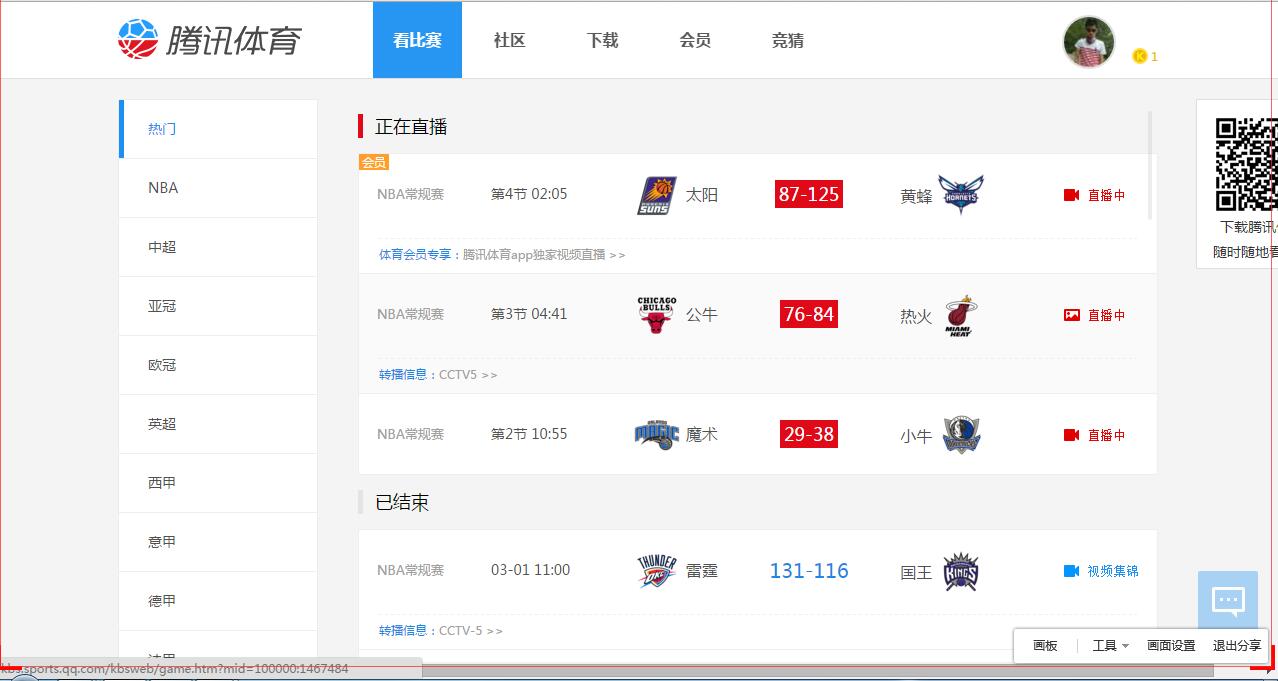 腾讯体育 看比赛 社区 下载 会员 竞猜
K 1
热门
NBA
中超
亚冠
欧冠
英超
西甲
意甲
德甲
正在直播
会员
NBA常规赛 第4节 02:05 PHOENIX SUNS 太阳 87-125 黄蜂 HORNETS 直播中
体育会员专享：腾讯体育app独家视频直播 >>
NBA常规赛 第3节 04:41 CHICAGO BULLS 公牛 76-84 热火 MIAMI HEAT 直播中
转播信息：CCTV5 >>
NBA常规赛 第2节 10:55 MAGIC 魔术 29-38 小牛 直播中
已结束
NBA常规赛 03-01 11:00 THUNDER OKC 雷霆 131-116 国王 KINGS 视频集锦
转播信息：CCTV-5 >>
下载腾讯
随时随地看
画板 工具 画面设置 退出分享
kbs.sports.qq.com/kbsweb/game.htm?mid=100000:1467484